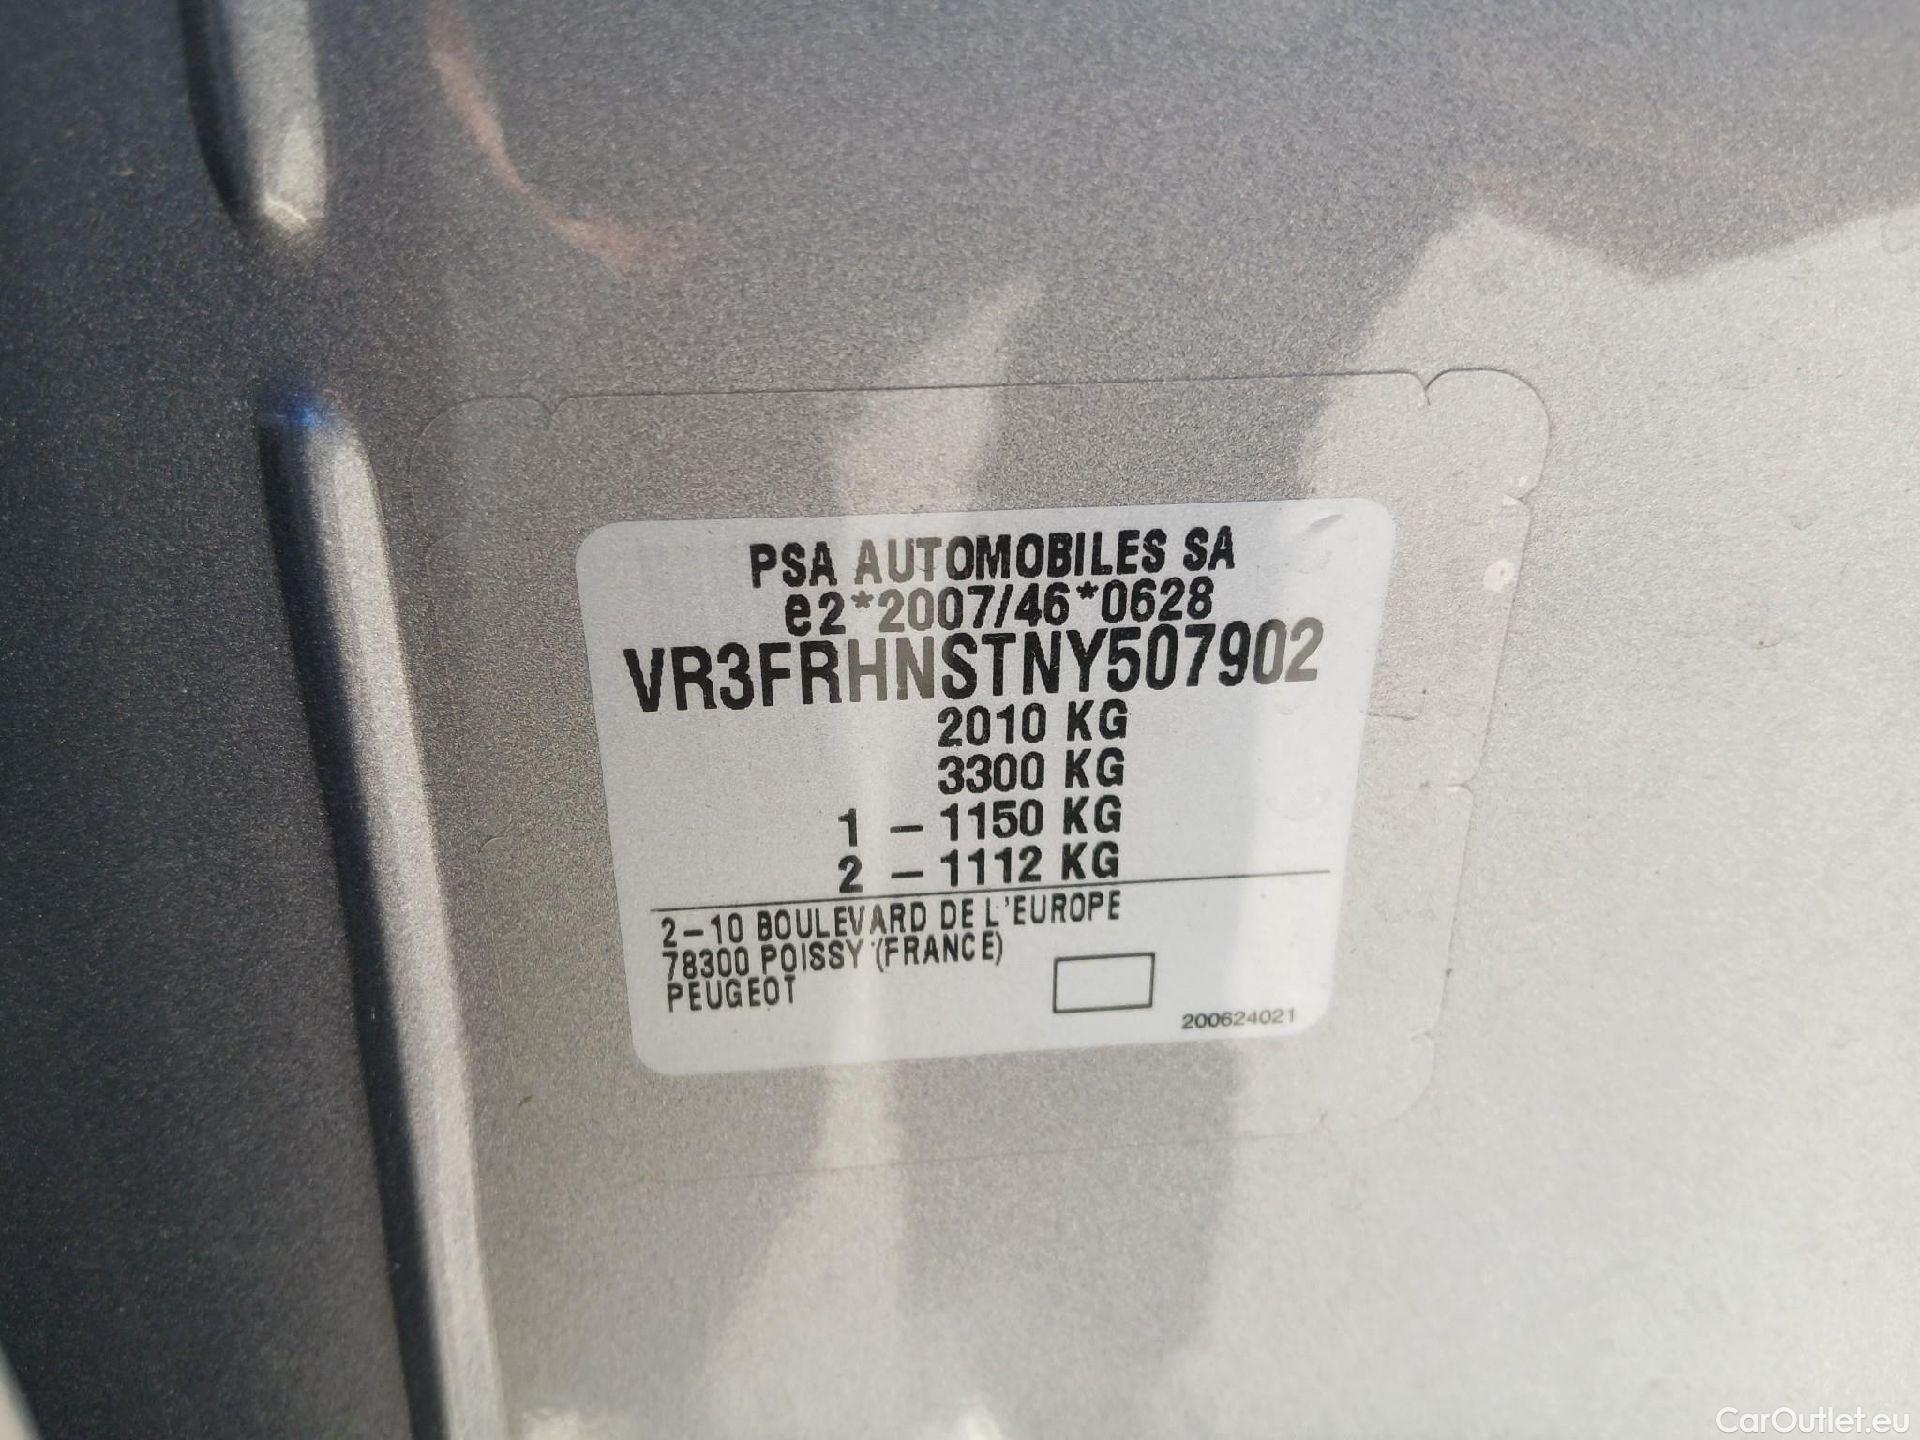 PSA AUTOMOBILES SA
e2*2007/46*0628
VR3FRHNSTNY507902
2010 KG
3300 KG
1 – 1150 KG
2 – 1112 KG
2–10 BOULEVARD DE L'EUROPE
78300 POISSY (FRANCE)
PEUGEOT
200624021
CarOutlet.eu